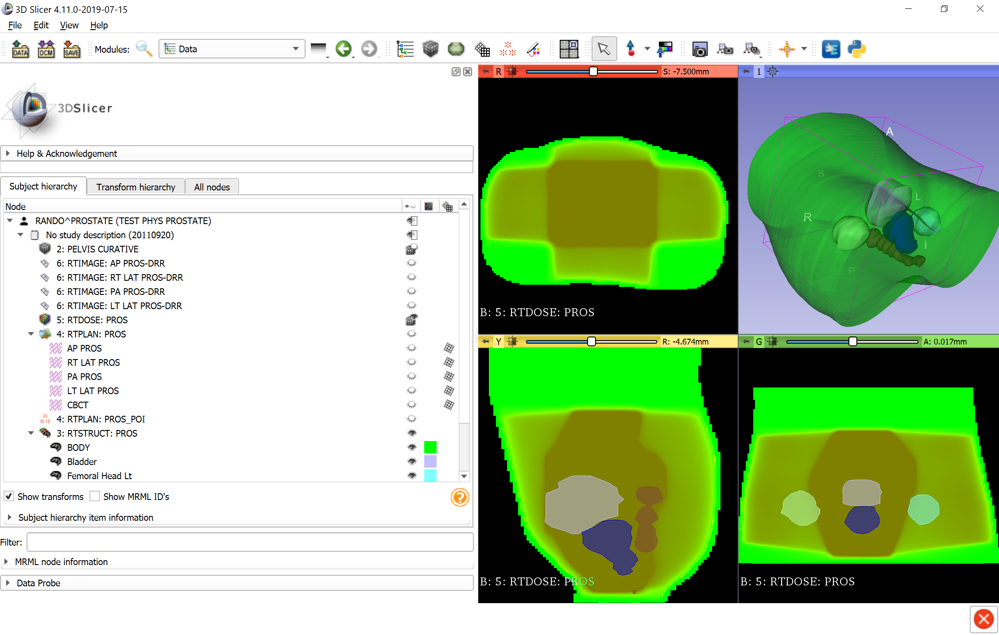 3D Slicer 4.11.0-2019-07-15
File Edit View Help
DATA DCM SAVE Modules: Data
3DSlicer
Help & Acknowledgement
Subject hierarchy Transform hierarchy All nodes
Node
RANDO^PROSTATE (TEST PHYS PROSTATE)
No study description (20110920)
2: PELVIS CURATIVE
6: RTIMAGE: AP PROS-DRR
6: RTIMAGE: RT LAT PROS-DRR
6: RTIMAGE: PA PROS-DRR
6: RTIMAGE: LT LAT PROS-DRR
5: RTDOSE: PROS
4: RTPLAN: PROS
AP PROS
RT LAT PROS
PA PROS
LT LAT PROS
CBCT
4: RTPLAN: PROS_POI
3: RTSTRUCT: PROS
BODY
Bladder
Femoral Head Lt
Show transforms Show MRML ID's
Subject hierarchy item information
Filter:
MRML node information
Data Probe
R S: -7.500mm
B: 5: RTDOSE: PROS
1
A
S
L
R
I
P
Y R: -4.674mm
B: 5: RTDOSE: PROS
G A: 0.017mm
B: 5: RTDOSE: PROS